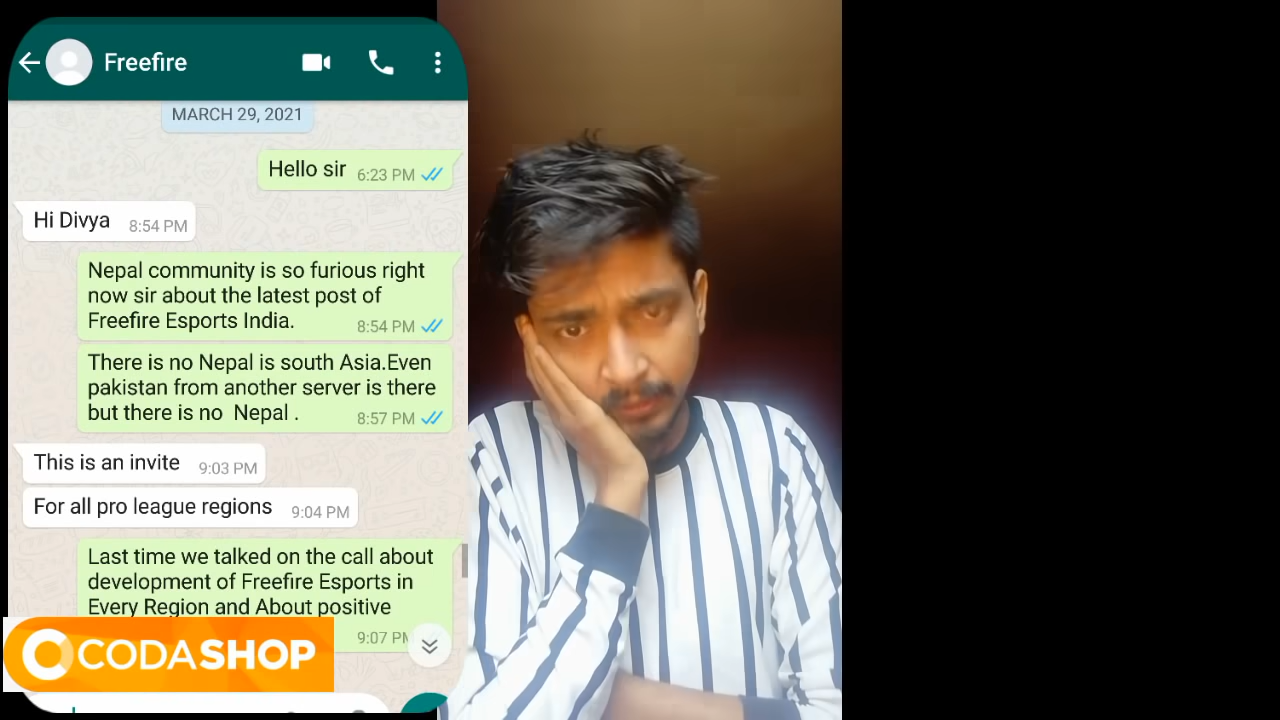 Freefire
MARCH 29, 2021
Hello sir 6:23 PM
Hi Divya 8:54 PM
Nepal community is so furious right
now sir about the latest post of
Freefire Esports India. 8:54 PM
There is no Nepal is south Asia.Even
pakistan from another server is there
but there is no Nepal . 8:57 PM
This is an invite 9:03 PM
For all pro league regions 9:04 PM
Last time we talked on the call about
development of Freefire Esports in
Every Region and About positive
9:07 PM
CODASHOP